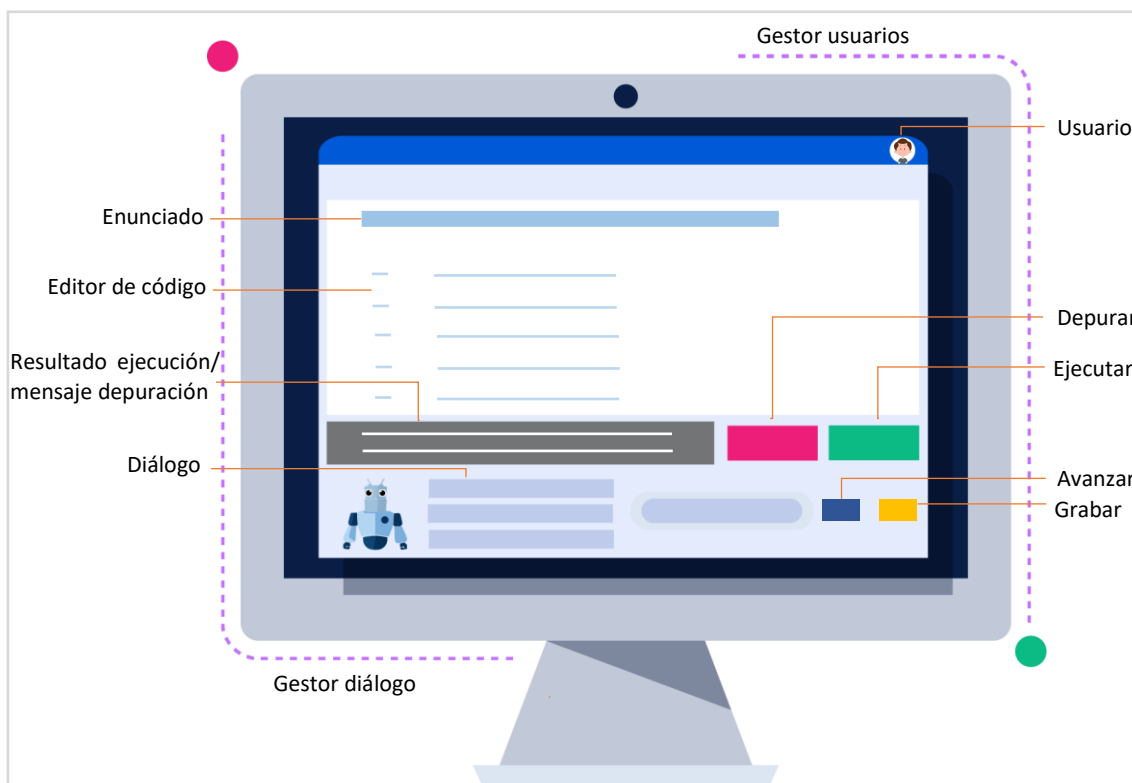 Gestor usuarios
Usuario
Enunciado
Editor de código
Depurar
Resultado ejecución/
mensaje depuración
Ejecutar
Diálogo
Avanzar
Grabar
Gestor diálogo